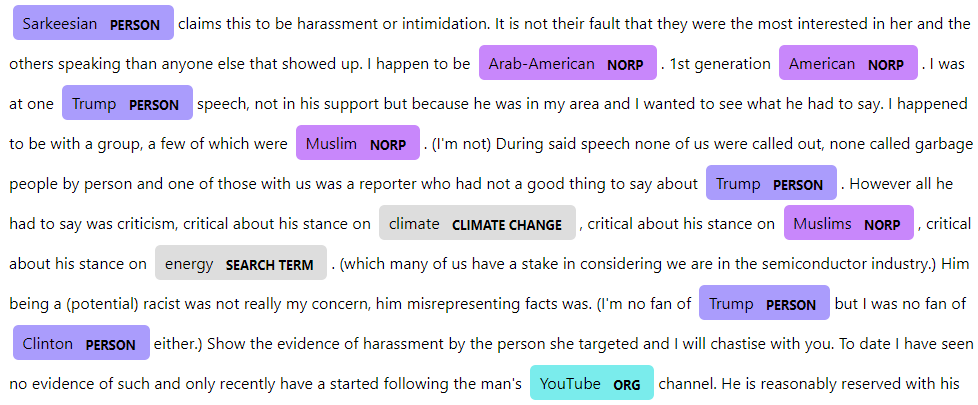 Sarkeesian PERSON claims this to be harassment or intimidation. It is not their fault that they were the most interested in her and the
others speaking than anyone else that showed up. I happen to be Arab-American NORP . 1st generation American NORP . I was
at one Trump PERSON speech, not in his support but because he was in my area and I wanted to see what he had to say. I happened
to be with a group, a few of which were Muslim NORP . (I'm not) During said speech none of us were called out, none called garbage
people by person and one of those with us was a reporter who had not a good thing to say about Trump PERSON . However all he
had to say was criticism, critical about his stance on climate CLIMATE CHANGE , critical about his stance on Muslims NORP , critical
about his stance on energy SEARCH TERM . (which many of us have a stake in considering we are in the semiconductor industry.) Him
being a (potential) racist was not really my concern, him misrepresenting facts was. (I'm no fan of Trump PERSON but I was no fan of
Clinton PERSON either.) Show the evidence of harassment by the person she targeted and I will chastise with you. To date I have seen
no evidence of such and only recently have a started following the man's YouTube ORG channel. He is reasonably reserved with his